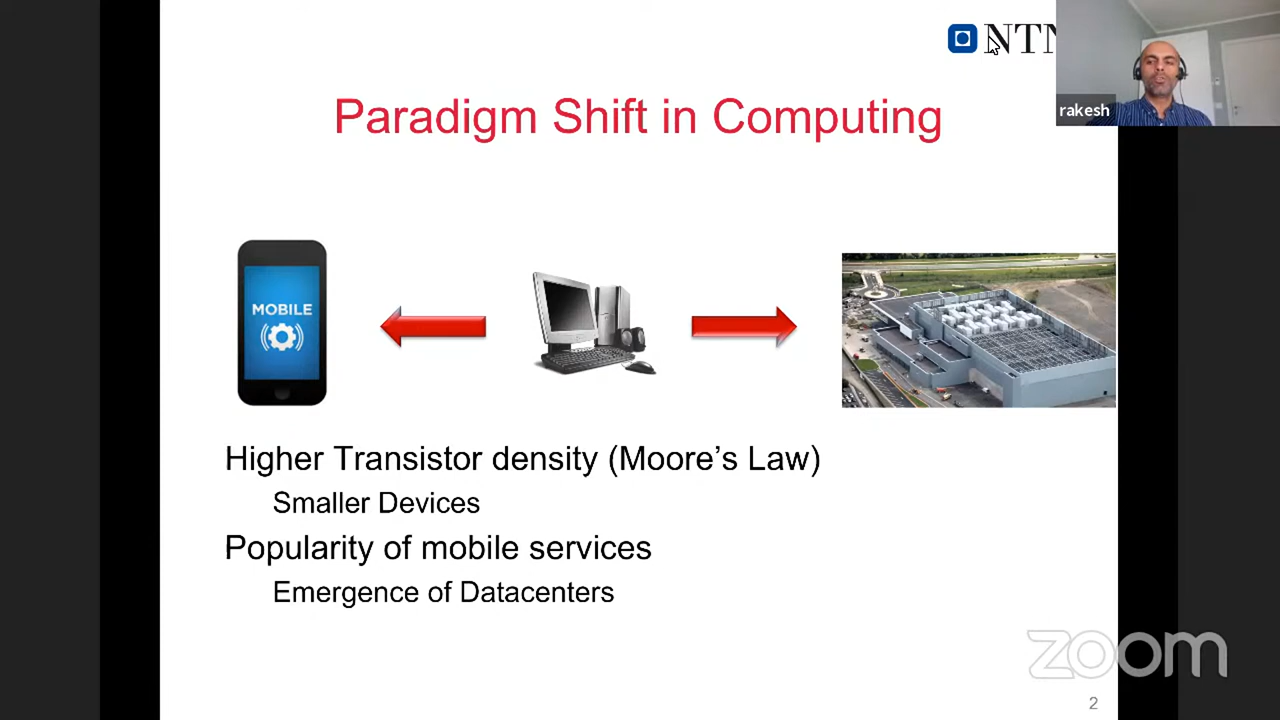 NTN
rakesh
Paradigm Shift in Computing
MOBILE
Higher Transistor density (Moore’s Law)
Smaller Devices
Popularity of mobile services
Emergence of Datacenters
zoom
2